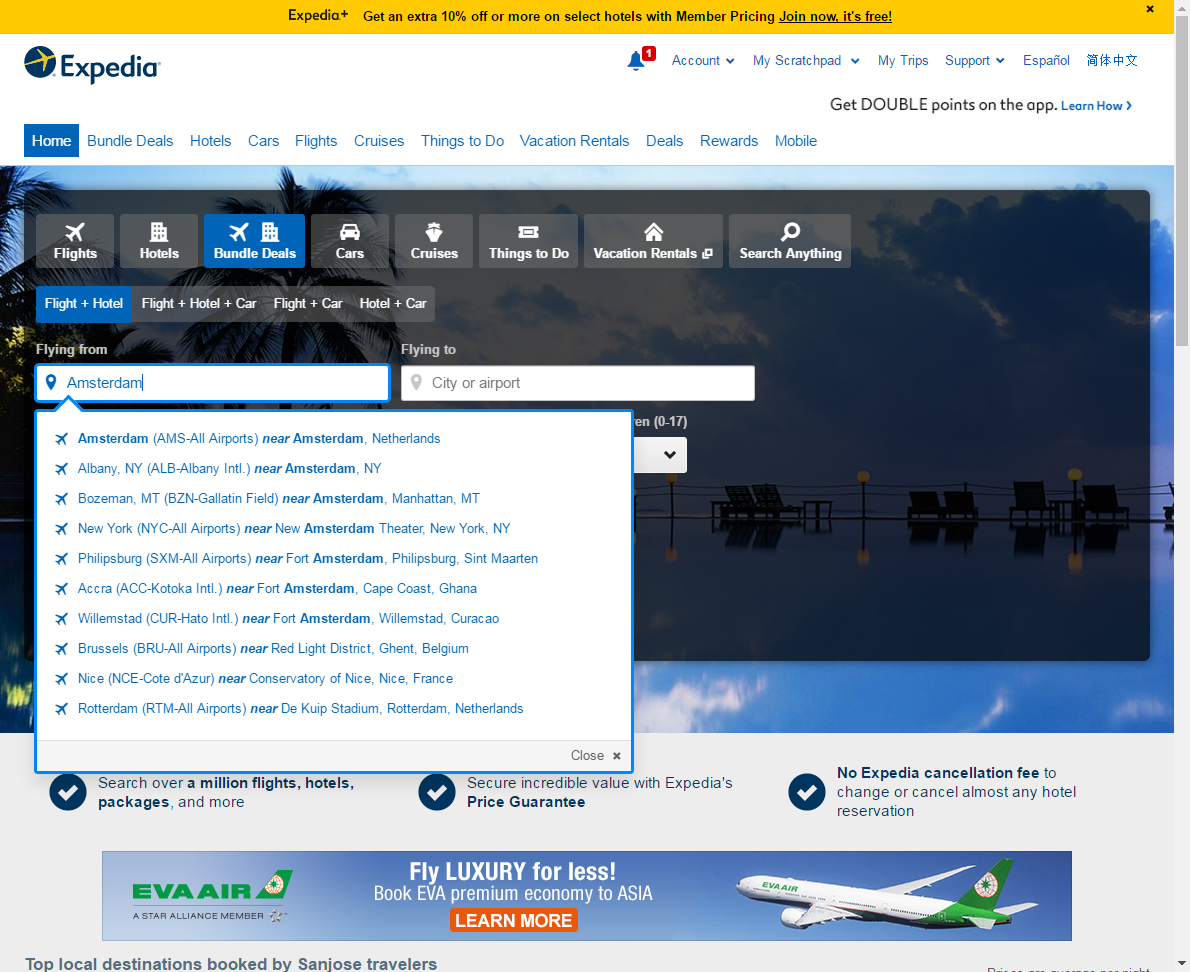 Expedia+ Get an extra 10% off or more on select hotels with Member Pricing Join now, it's free!
Expedia
1 Account My Scratchpad My Trips Support Español 简体中文
Get DOUBLE points on the app. Learn How
Home Bundle Deals Hotels Cars Flights Cruises Things to Do Vacation Rentals Deals Rewards Mobile
Flights Hotels Bundle Deals Cars Cruises Things to Do Vacation Rentals Search Anything
Flight + Hotel Flight + Hotel + Car Flight + Car Hotel + Car
Flying from Flying to
Amsterdam City or airport
(0-17)
Amsterdam (AMS-All Airports) near Amsterdam, Netherlands
Albany, NY (ALB-Albany Intl.) near Amsterdam, NY
Bozeman, MT (BZN-Gallatin Field) near Amsterdam, Manhattan, MT
New York (NYC-All Airports) near New Amsterdam Theater, New York, NY
Philipsburg (SXM-All Airports) near Fort Amsterdam, Philipsburg, Sint Maarten
Accra (ACC-Kotoka Intl.) near Fort Amsterdam, Cape Coast, Ghana
Willemstad (CUR-Hato Intl.) near Fort Amsterdam, Willemstad, Curacao
Brussels (BRU-All Airports) near Red Light District, Ghent, Belgium
Nice (NCE-Cote d'Azur) near Conservatory of Nice, Nice, France
Rotterdam (RTM-All Airports) near De Kuip Stadium, Rotterdam, Netherlands
Close
Search over a million flights, hotels,
packages, and more
Secure incredible value with Expedia's
Price Guarantee
No Expedia cancellation fee to
change or cancel almost any hotel
reservation
EVA AIR
A STAR ALLIANCE MEMBER
Fly LUXURY for less!
Book EVA premium economy to ASIA
LEARN MORE
EVA AIR
Top local destinations booked by Sanjose travelers
Prices are average per night